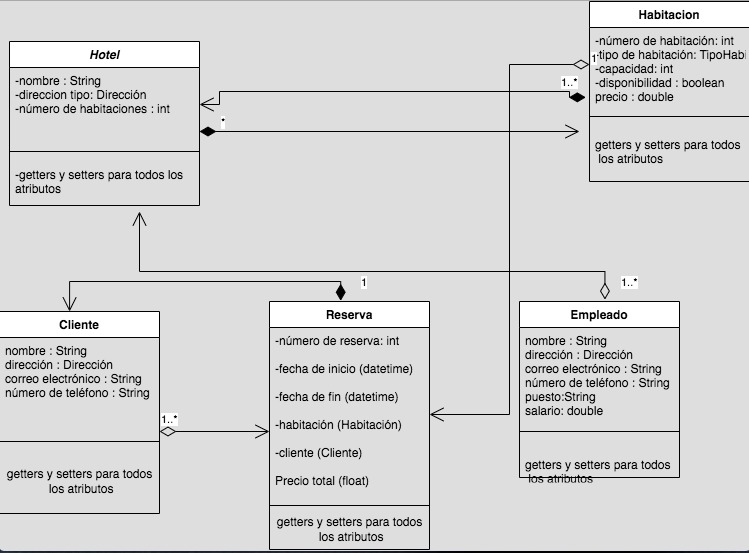 Hotel
-nombre : String
-direccion tipo: Dirección
-número de habitaciones : int
-getters y setters para todos los
atributos
*
Habitacion
-número de habitación: int
-tipo de habitación: TipoHabi
-capacidad: int
-disponibilidad : boolean
precio : double
getters y setters para todos
los atributos
1
1..*
Cliente
nombre : String
dirección : Dirección
correo electrónico : String
número de teléfono : String
getters y setters para todos
los atributos
1..*
1
Reserva
-número de reserva: int
-fecha de inicio (datetime)
-fecha de fin (datetime)
-habitación (Habitación)
-cliente (Cliente)
Precio total (float)
getters y setters para todos
los atributos
1..*
Empleado
nombre : String
dirección : Dirección
correo electrónico : String
número de teléfono : String
puesto:String
salario: double
getters y setters para todos
los atributos